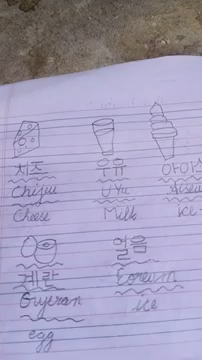 치즈 우유 아이스
Chijeu UYu Aiseu
Cheese Milk ice-
계란 얼음
Gyeran Eoreum
egg ice